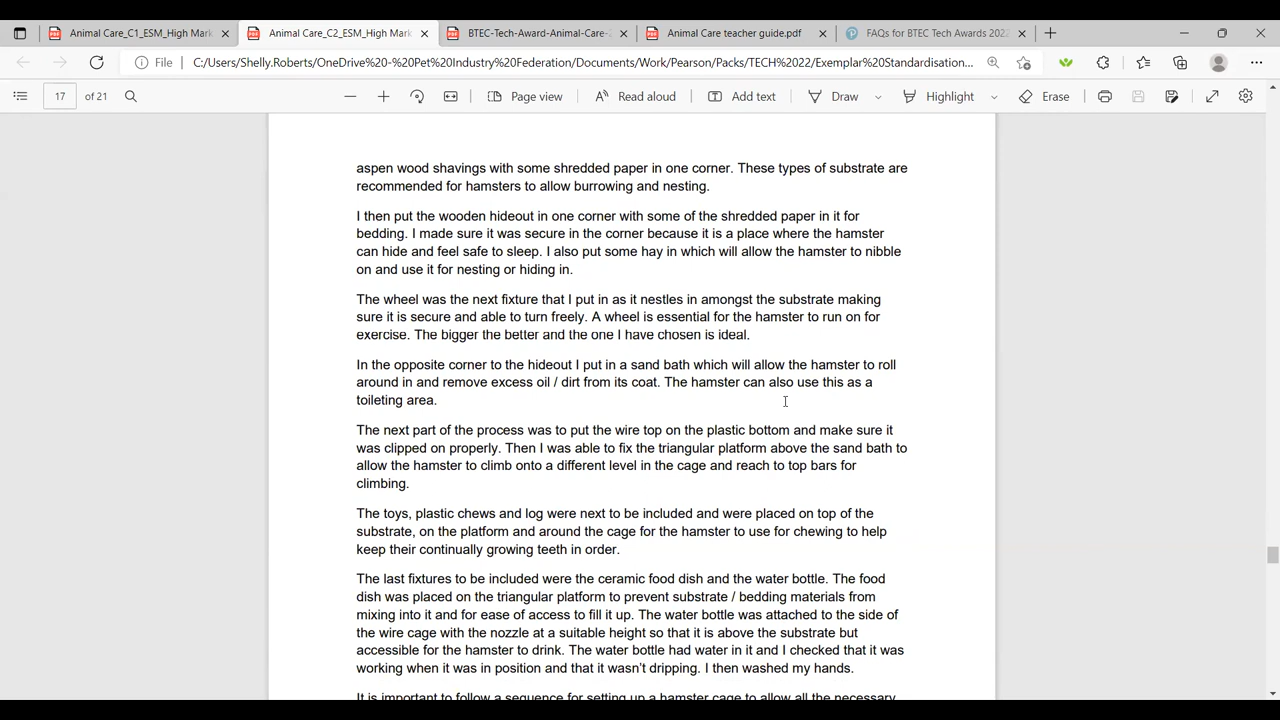 Animal Care_C1_ESM_High Mark
Animal Care_C2_ESM_High Mark
BTEC-Tech-Award-Animal-Care-2
Animal Care teacher guide.pdf
FAQs for BTEC Tech Awards 2022
File
C:/Users/Shelly.Roberts/OneDrive%20-%20Pet%20Industry%20Federation/Documents/Work/Pearson/Packs/TECH%2022/Exemplar%20Standardisation...
17 of 21
Page view
Read aloud
Add text
Draw
Highlight
Erase
aspen wood shavings with some shredded paper in one corner. These types of substrate are
recommended for hamsters to allow burrowing and nesting.
I then put the wooden hideout in one corner with some of the shredded paper in it for
bedding. I made sure it was secure in the corner because it is a place where the hamster
can hide and feel safe to sleep. I also put some hay in which will allow the hamster to nibble
on and use it for nesting or hiding in.
The wheel was the next fixture that I put in as it nestles in amongst the substrate making
sure it is secure and able to turn freely. A wheel is essential for the hamster to run on for
exercise. The bigger the better and the one I have chosen is ideal.
In the opposite corner to the hideout I put in a sand bath which will allow the hamster to roll
around in and remove excess oil / dirt from its coat. The hamster can also use this as a
toileting area.
The next part of the process was to put the wire top on the plastic bottom and make sure it
was clipped on properly. Then I was able to fix the triangular platform above the sand bath to
allow the hamster to climb onto a different level in the cage and reach to top bars for
climbing.
The toys, plastic chews and log were next to be included and were placed on top of the
substrate, on the platform and around the cage for the hamster to use for chewing to help
keep their continually growing teeth in order.
The last fixtures to be included were the ceramic food dish and the water bottle. The food
dish was placed on the triangular platform to prevent substrate / bedding materials from
mixing into it and for ease of access to fill it up. The water bottle was attached to the side of
the wire cage with the nozzle at a suitable height so that it is above the substrate but
accessible for the hamster to drink. The water bottle had water in it and I checked that it was
working when it was in position and that it wasn't dripping. I then washed my hands.
It is important to follow a sequence for setting up a hamster cage to allow all the necessary